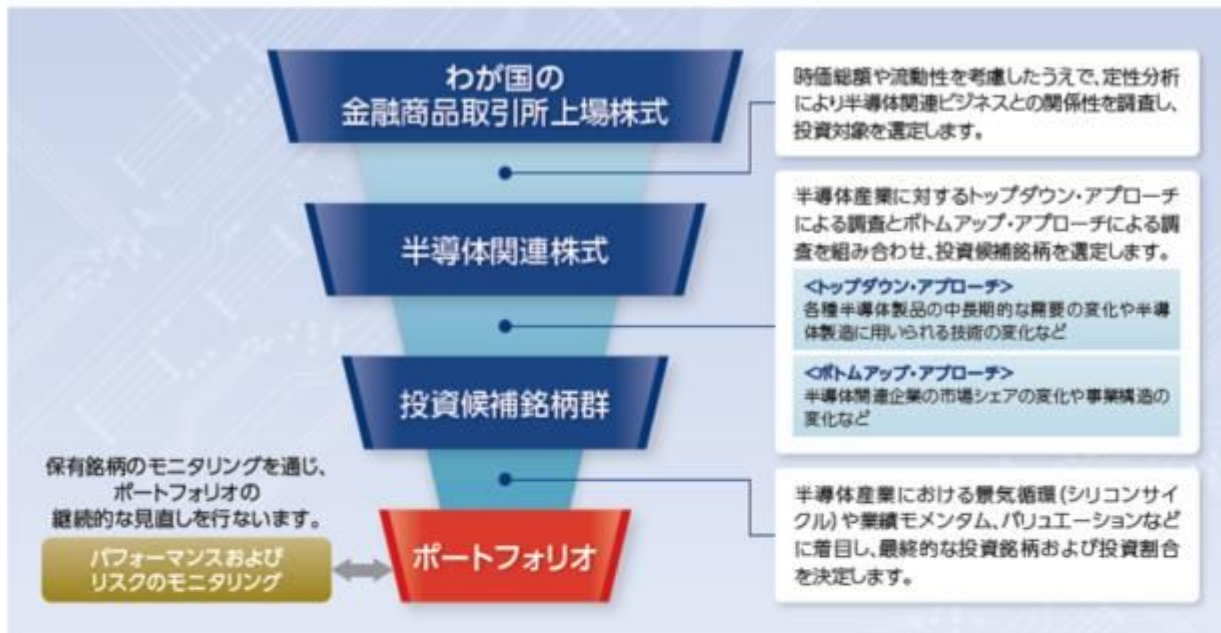 わが国の
金融商品取引所上場株式
時価総額や流動性を考慮したうえで、定性分析
により半導体関連ビジネスとの関係性を調査し、
投資対象を選定します。
半導体関連株式
半導体産業に対するトップダウン・アプローチ
による調査とボトムアップ・アプローチによる調
査を組み合わせ、投資候補銘柄を選定します。
<トップダウン・アプローチ>
各種半導体製品の中長期的な需要の変化や半導
体製造に用いられる技術の変化など
<ボトムアップ・アプローチ>
半導体関連企業の市場シェアの変化や事業構造の
変化など
投資候補銘柄群
半導体産業における景気循環(シリコンサイ
クル)や業績モメンタム、バリュエーションなど
に着目し、最終的な投資銘柄および投資割合
を決定します。
保有銘柄のモニタリングを通じ、
ポートフォリオの
継続的な見直しを行ないます。
パフォーマンスおよび
リスクのモニタリング
ポートフォリオ